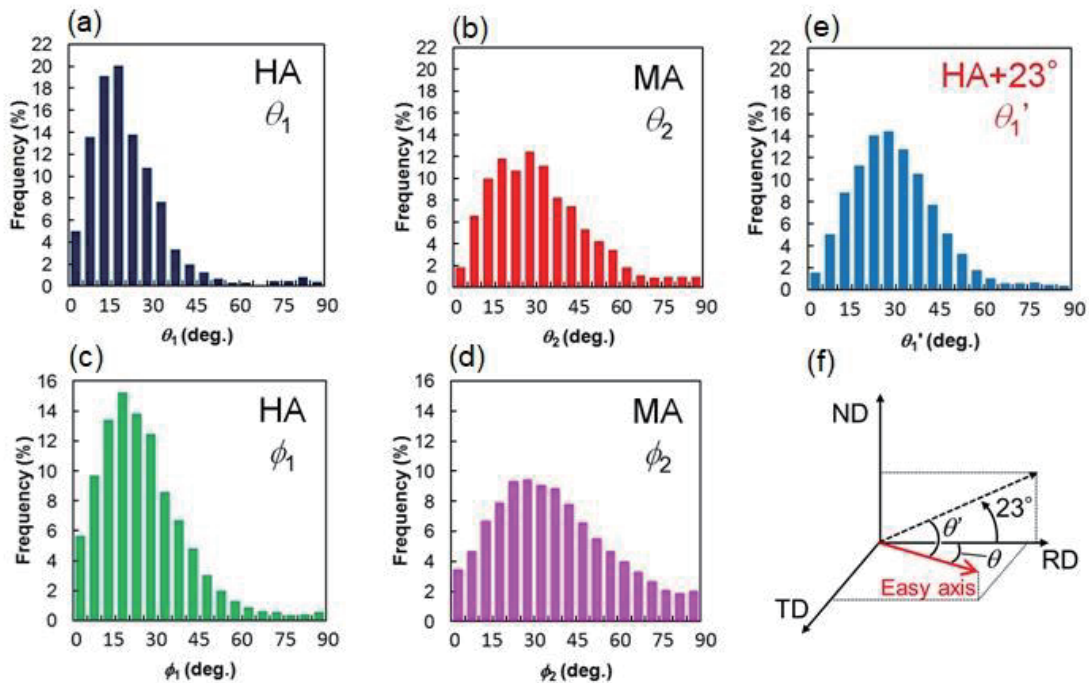 (a)
22
20
18
16
14
12
10
8
6
4
2
0
Frequency (%)
HA
θ₁
0 15 30 45 60 75 90
θ₁ (deg.)
(b)
22
20
18
16
14
12
10
8
6
4
2
0
Frequency (%)
MA
θ₂
0 15 30 45 60 75 90
θ₂ (deg.)
(e)
22
20
18
16
14
12
10
8
6
4
2
0
Frequency (%)
HA+23°
θ₁'
0 15 30 45 60 75 90
θ₁' (deg.)
(c)
16
14
12
10
8
6
4
2
0
Frequency (%)
HA
ϕ₁
0 15 30 45 60 75 90
ϕ₁ (deg.)
(d)
16
14
12
10
8
6
4
2
0
Frequency (%)
MA
ϕ₂
0 15 30 45 60 75 90
ϕ₂ (deg.)
(f)
ND
23°
θ'
θ
RD
Easy axis
TD